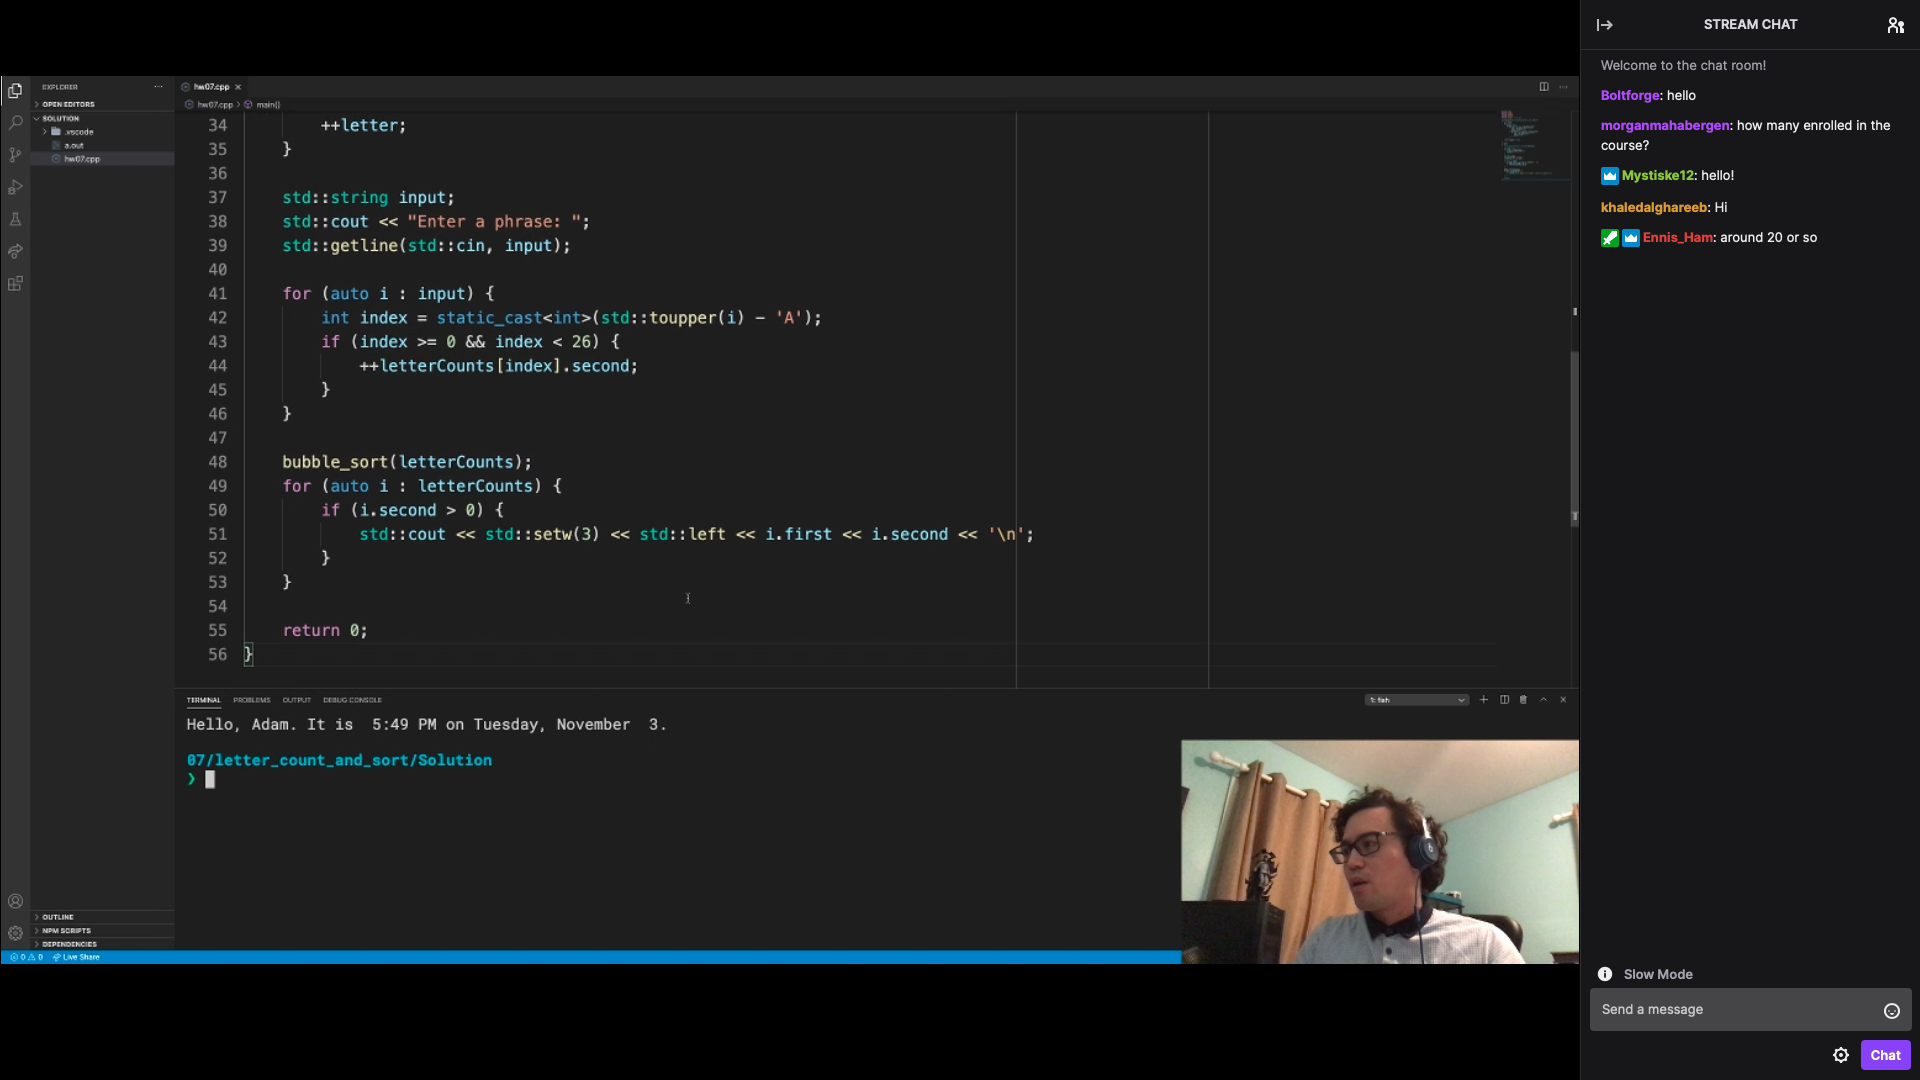 STREAM CHAT
Welcome to the chat room!
Boltforge: hello
morganmahabergen: how many enrolled in the
course?
Mystiske12: hello!
khaledalghareeb: Hi
Ennis_Ham: around 20 or so
Slow Mode
Send a message
Chat
EXPLORER
OPEN EDITORS
SOLUTION
.vscode
a.out
hw07.cpp
OUTLINE
NPM SCRIPTS
DEPENDENCIES
0 0 Live Share
hw07.cpp
hw07.cpp > main()
34 ++letter;
35 }
36
37 std::string input;
38 std::cout << "Enter a phrase: ";
39 std::getline(std::cin, input);
40
41 for (auto i : input) {
42 int index = static_cast<int>(std::toupper(i) - 'A');
43 if (index >= 0 && index < 26) {
44 ++letterCounts[index].second;
45 }
46 }
47
48 bubble_sort(letterCounts);
49 for (auto i : letterCounts) {
50 if (i.second > 0) {
51 std::cout << std::setw(3) << std::left << i.first << i.second << '\n';
52 }
53 }
54
55 return 0;
56 }
TERMINAL PROBLEMS OUTPUT DEBUG CONSOLE
1: fish
Hello, Adam. It is  5:49 PM on Tuesday, November  3.
07/letter_count_and_sort/Solution
❯